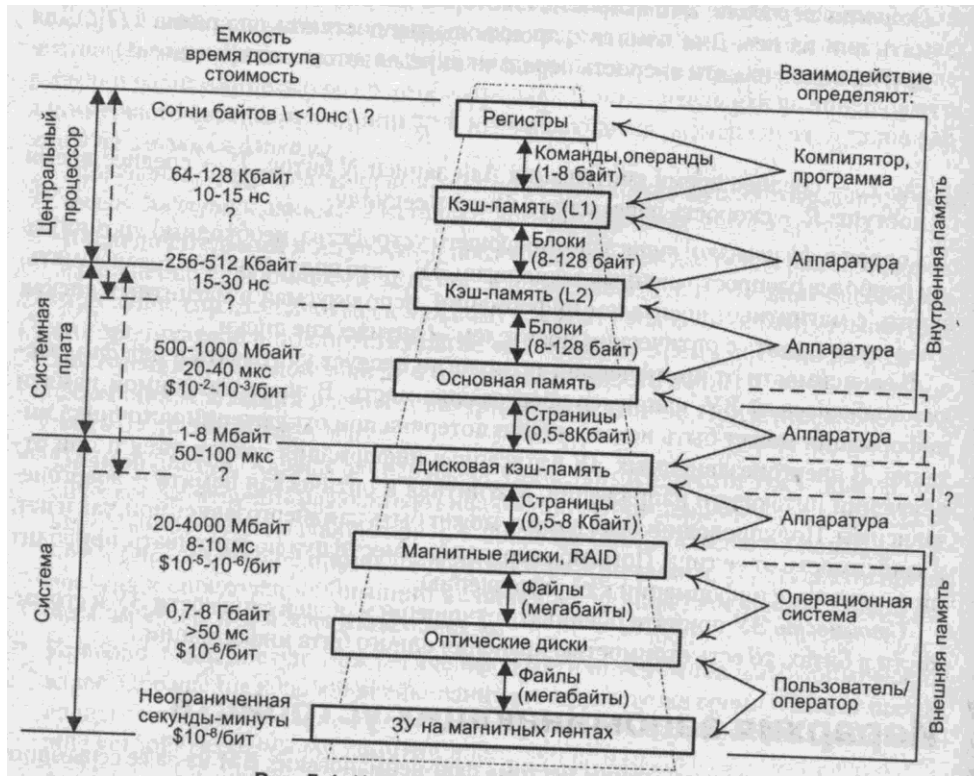 Емкость
время доступа
стоимость
Взаимодействие
определяют:
Сотни байтов \ <10нс \ ?
Регистры
Команды,операнды
(1-8 байт)
Компилятор,
программа
64-128 Кбайт
10-15 нс
?
Кэш-память (L1)
Блоки
(8-128 байт)
Аппаратура
256-512 Кбайт
15-30 нс
?
Кэш-память (L2)
Блоки
(8-128 байт)
Аппаратура
500-1000 Мбайт
20-40 мкс
$10⁻²-10⁻³/бит
Основная память
Страницы
(0,5-8Кбайт)
Аппаратура
1-8 Мбайт
50-100 мкс
?
Дисковая кэш-память
?
Страницы
(0,5-8 Кбайт)
Аппаратура
20-4000 Мбайт
8-10 мс
$10⁻⁵-10⁻⁶/бит
Магнитные диски, RAID
Файлы
(мегабайты)
Операционная
система
0,7-8 Гбайт
>50 мс
$10⁻⁶/бит
Оптические диски
Файлы
(мегабайты)
Пользователь/
оператор
Неограниченная
секунды-минуты
$10⁻⁸/бит
ЗУ на магнитных лентах
Центральный
процессор
Системная
плата
Система
Внутренняя память
Внешняя память